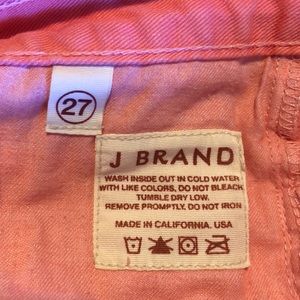 27
J BRAND
WASH INSIDE OUT IN COLD WATER
WITH LIKE COLORS, DO NOT BLEACH
TUMBLE DRY LOW.
REMOVE PROMPTLY. DO NOT IRON
MADE IN CALIFORNIA, USA